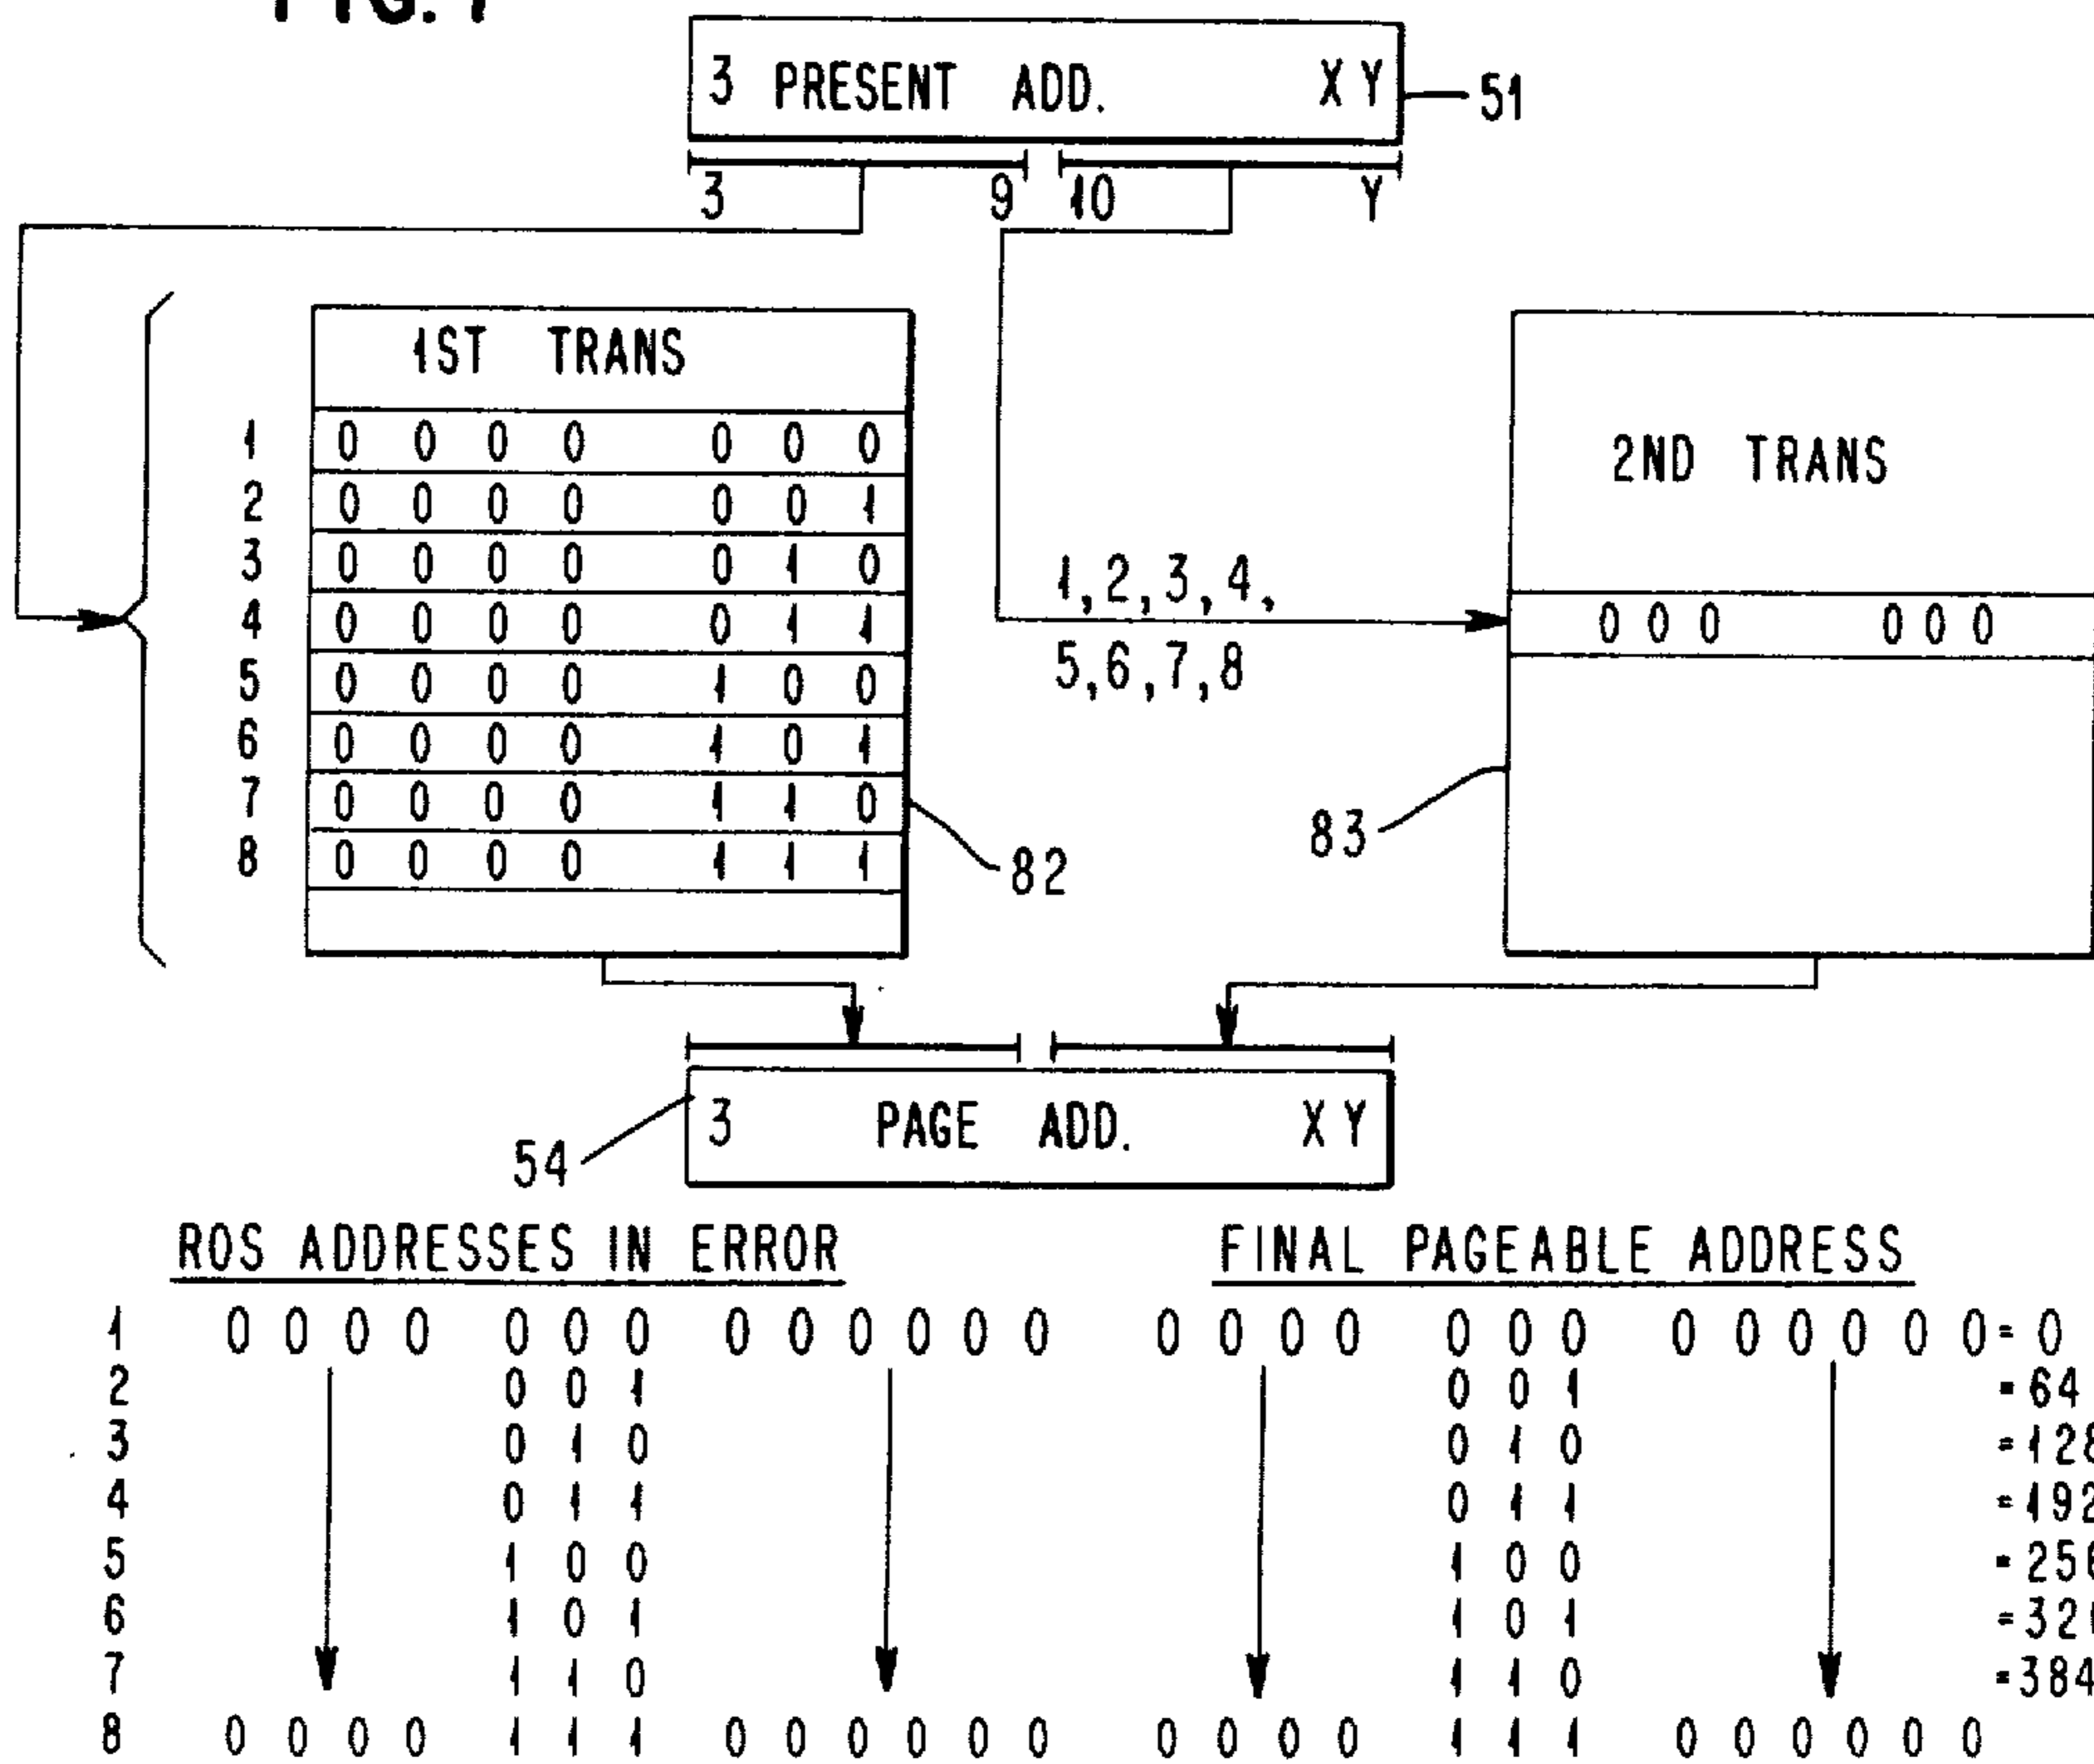 FIG. 7
3 PRESENT ADD. X Y
51
3 9 10 Y
1ST TRANS
1 0 0 0 0 0 0 0
2 0 0 0 0 0 0 1
3 0 0 0 0 0 1 0
4 0 0 0 0 0 1 1
5 0 0 0 0 1 0 0
6 0 0 0 0 1 0 1
7 0 0 0 0 1 1 0
8 0 0 0 0 1 1 1
82
1,2,3,4,
5,6,7,8
2ND TRANS
0 0 0 0 0 0
83
3 PAGE ADD. X Y
54
ROS ADDRESSES IN ERROR FINAL PAGEABLE ADDRESS
1 0 0 0 0 0 0 0 0 0 0 0 0 0 0 0 0 0 0 0 0 0 0 0 0 0 0 = 0
2 0 0 1 0 0 1 = 64
3 0 1 0 0 1 0 = 128
4 0 1 1 0 1 1 = 192
5 1 0 0 1 0 0 = 256
6 1 0 1 1 0 1 = 320
7 1 1 0 1 1 0 = 384
8 0 0 0 0 1 1 1 0 0 0 0 0 0 0 0 0 0 1 1 1 0 0 0 0 0 0